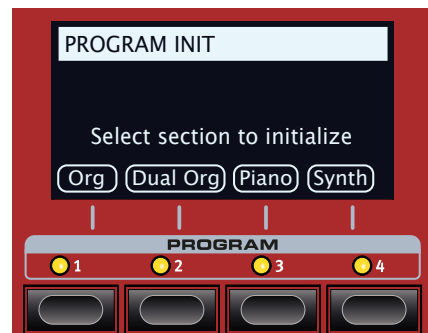 PROGRAM INIT
Select section to initialize
Org Dual Org Piano Synth
PROGRAM
1 2 3 4